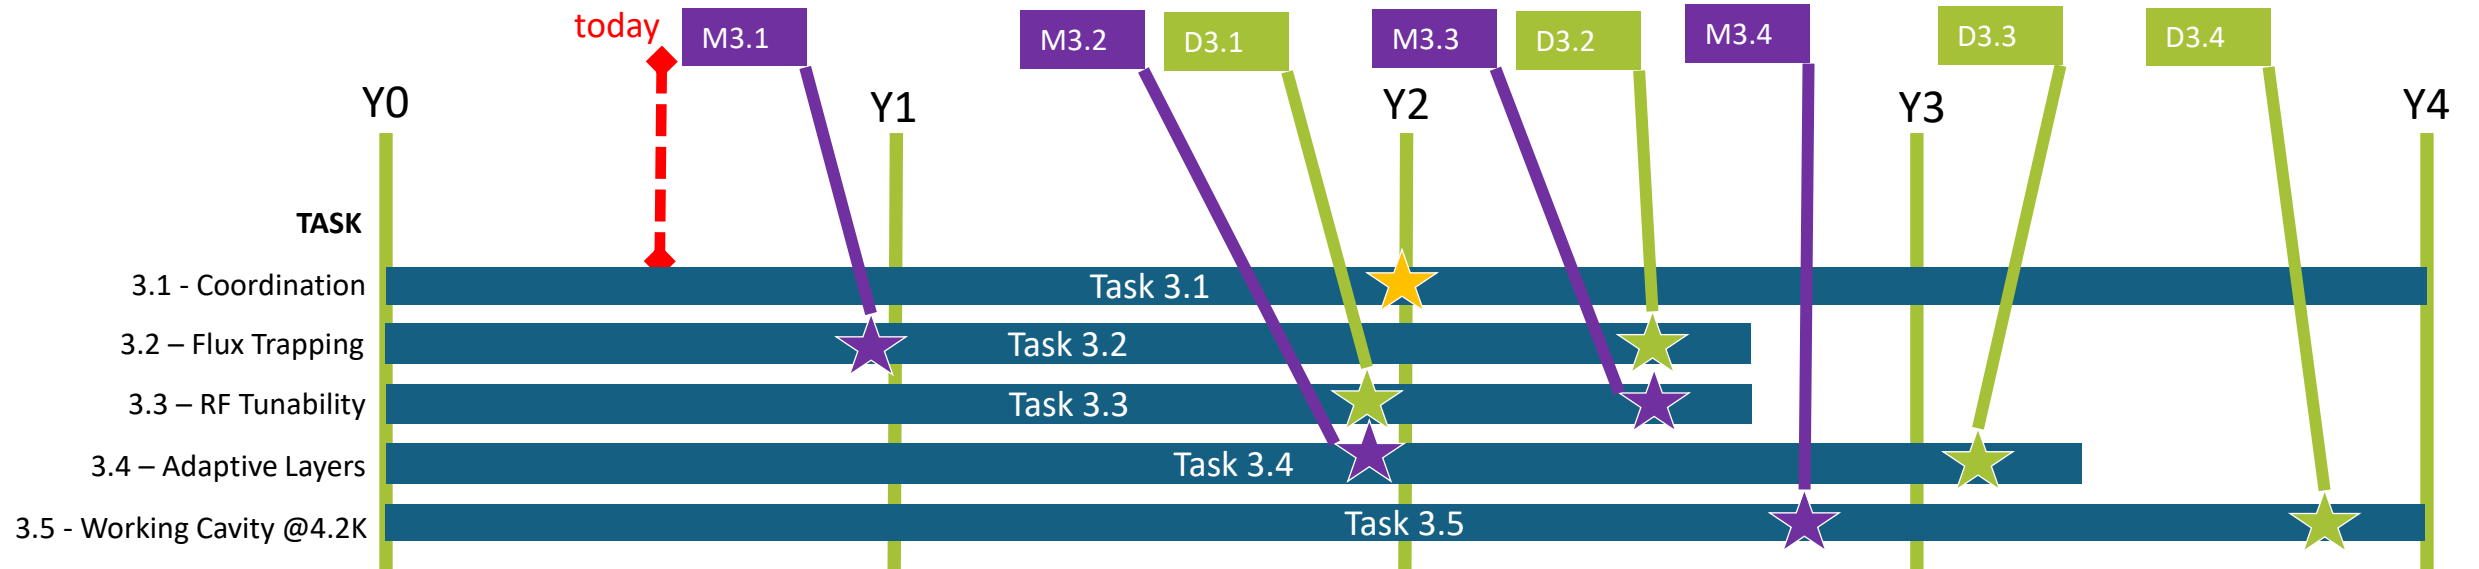 today
M3.1
M3.2
D3.1
M3.3
D3.2
M3.4
D3.3
D3.4
Y0
Y1
Y2
Y3
Y4
TASK
3.1 - Coordination
Task 3.1
3.2 – Flux Trapping
Task 3.2
3.3 – RF Tunability
Task 3.3
3.4 – Adaptive Layers
Task 3.4
3.5 - Working Cavity @4.2K
Task 3.5